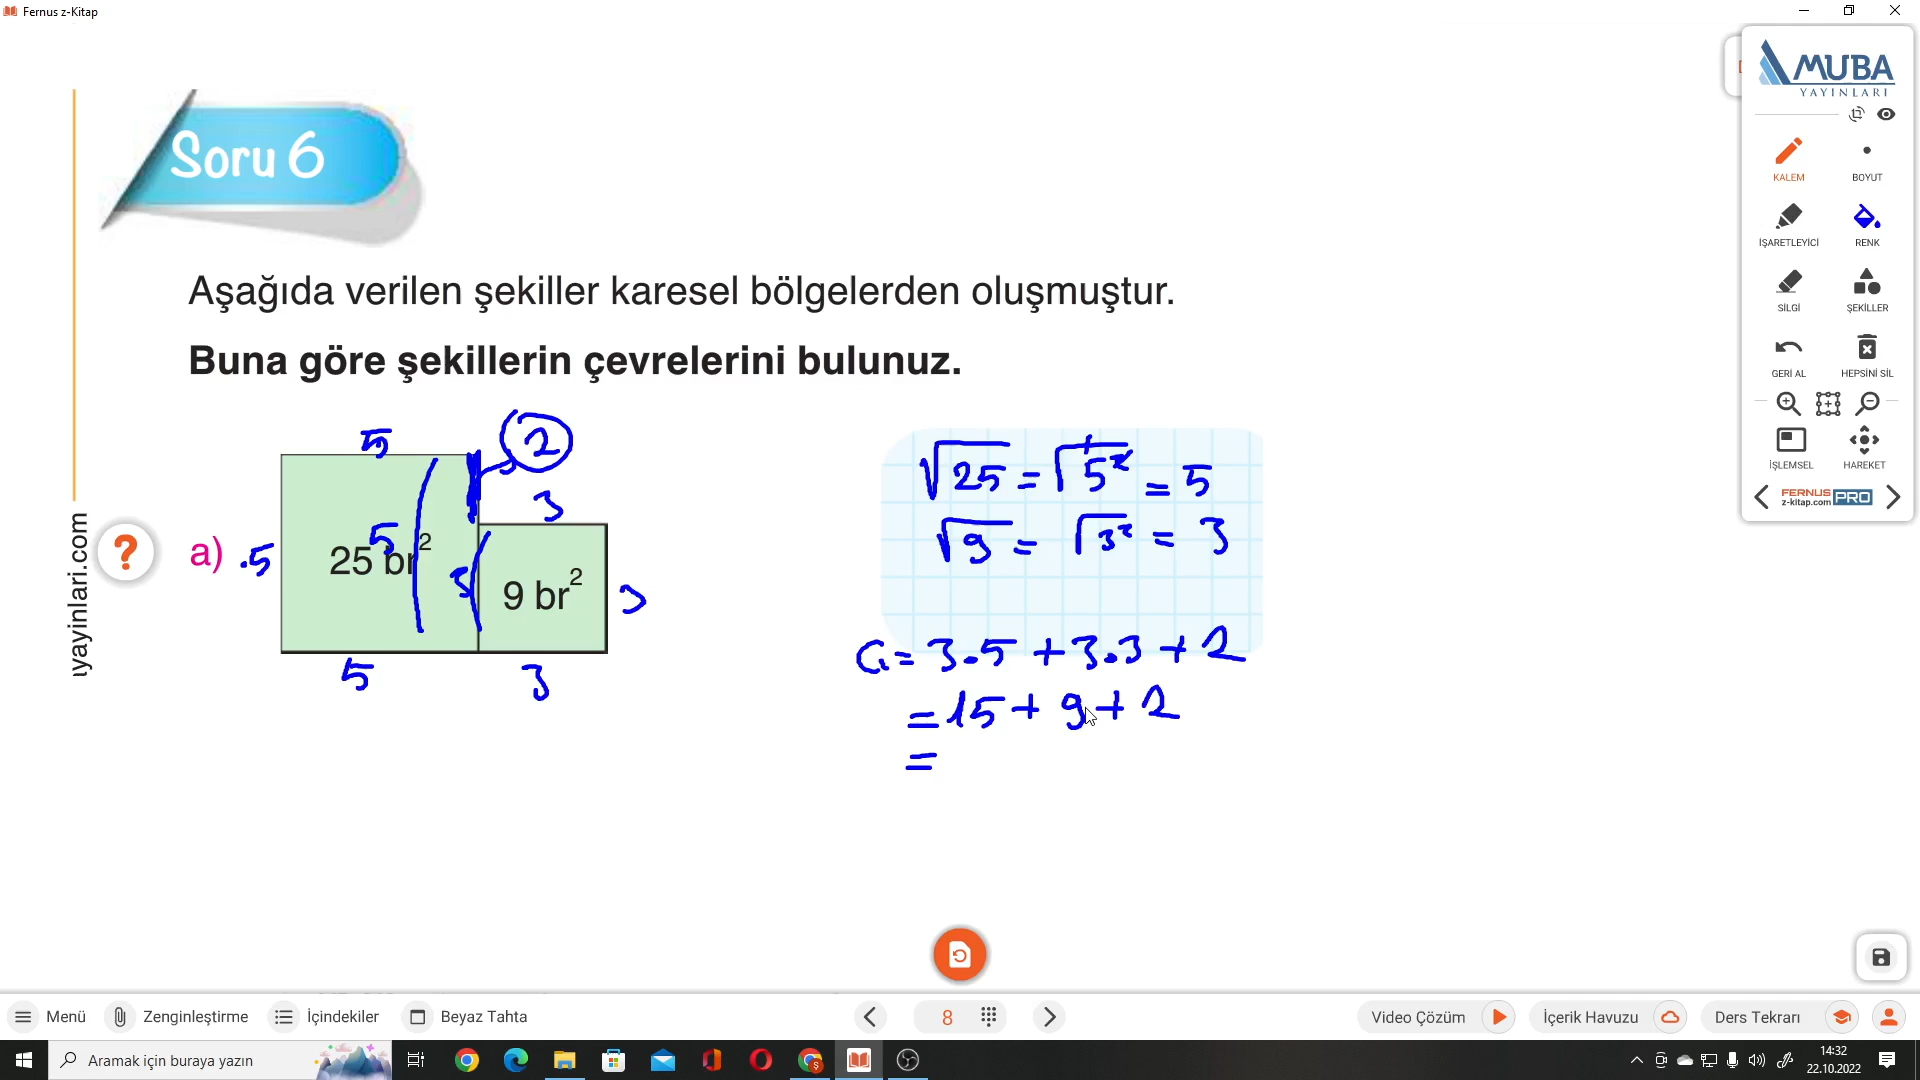 Fernus z-Kitap
MUBA
YAYINLARI
KALEM
BOYUT
İŞARETLEYİCİ
RENK
SİLGİ
ŞEKİLLER
GERİ AL
HEPSİNİ SİL
İŞLEMSEL
HAREKET
FERNUS
z-kitap.com PRO
Soru 6
Aşağıda verilen şekiller karesel bölgelerden oluşmuştur.
Buna göre şekillerin çevrelerini bulunuz.
ıyayinlari.com
?
a)
5
2
3
.5
5
25 br²
9 br²
3
5
3
√25 = √5² = 5
√9 = √3² = 3
Ç = 3.5 + 3.3 + 2
= 15 + 9 + 2
=
Menü
Zenginleştirme
İçindekiler
Beyaz Tahta
8
Video Çözüm
İçerik Havuzu
Ders Tekrarı
Aramak için buraya yazın
14:32
22.10.2022